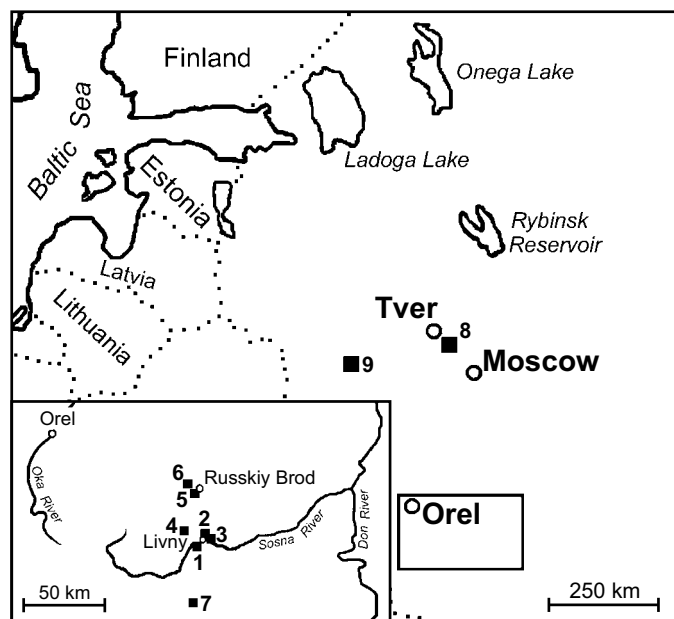 Finland
Onega Lake
Baltic Sea
Ladoga Lake
Estonia
Rybinsk
Reservoir
Latvia
Lithuania
Tver
8
Moscow
9
Orel
Oka River
6
Russkiy Brod
5
4
2
3
Livny
1
Sosna River
Don River
50 km
7
Orel
250 km